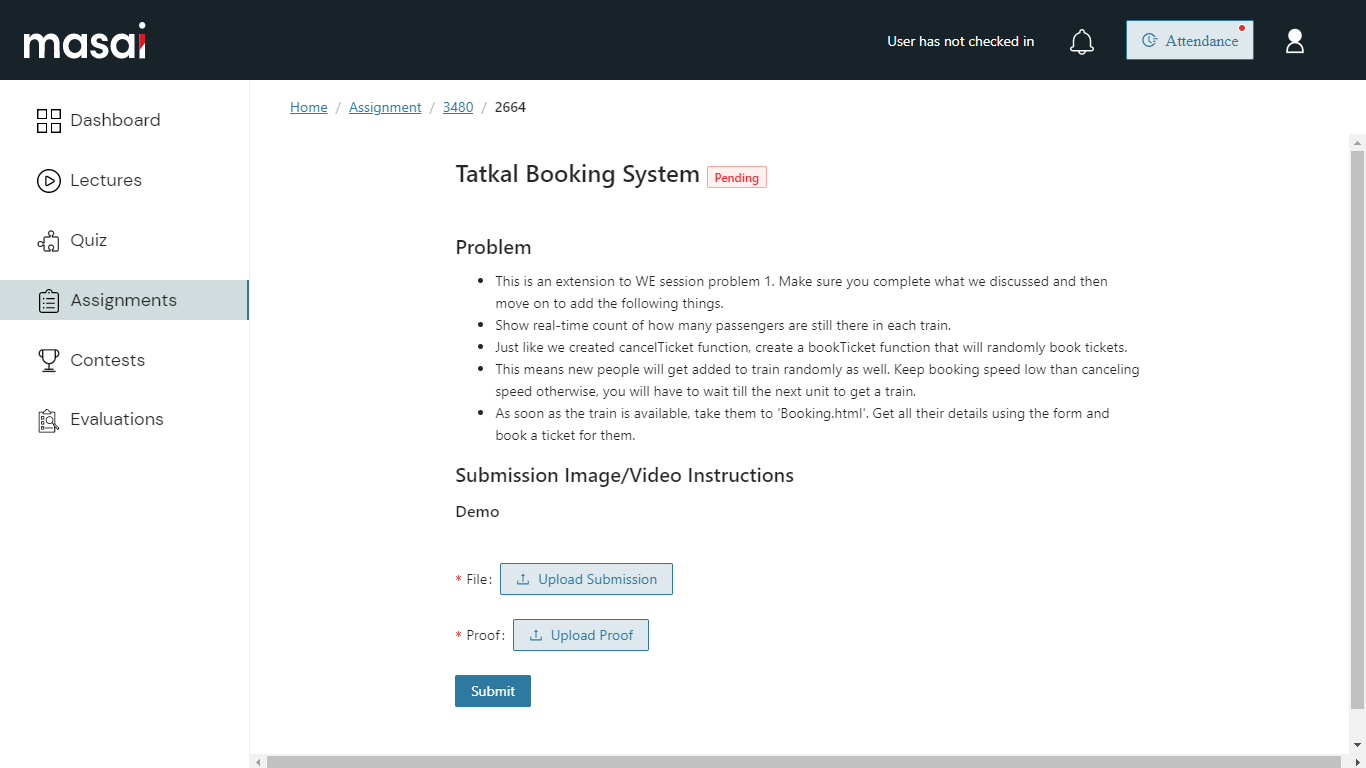 masai
User has not checked in
Attendance
Dashboard
Lectures
Quiz
Assignments
Contests
Evaluations
Home / Assignment / 3480 / 2664
Tatkal Booking System Pending
Problem
This is an extension to WE session problem 1. Make sure you complete what we discussed and then
move on to add the following things.
Show real-time count of how many passengers are still there in each train.
Just like we created cancelTicket function, create a bookTicket function that will randomly book tickets.
This means new people will get added to train randomly as well. Keep booking speed low than canceling
speed otherwise, you will have to wait till the next unit to get a train.
As soon as the train is available, take them to 'Booking.html'. Get all their details using the form and
book a ticket for them.
Submission Image/Video Instructions
Demo
* File: Upload Submission
* Proof: Upload Proof
Submit